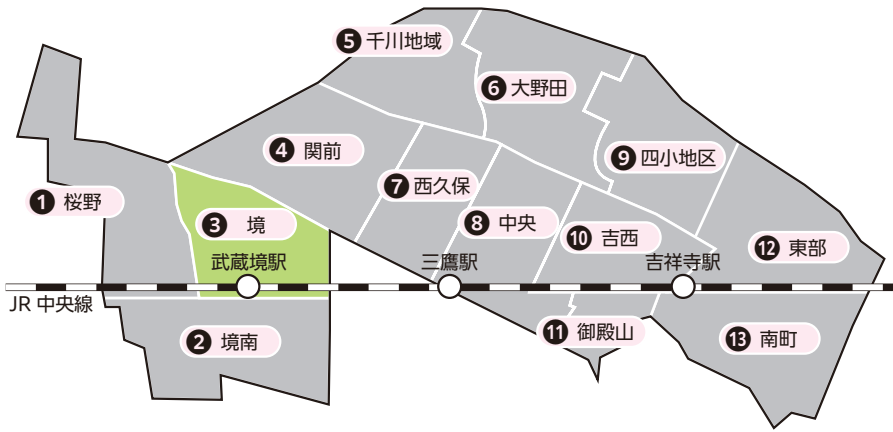 5 千川地域
6 大野田
4 関前
9 四小地区
7 西久保
1 桜野
3 境
8 中央
10 吉西
12 東部
武蔵境駅
三鷹駅
吉祥寺駅
JR 中央線
2 境南
11 御殿山
13 南町